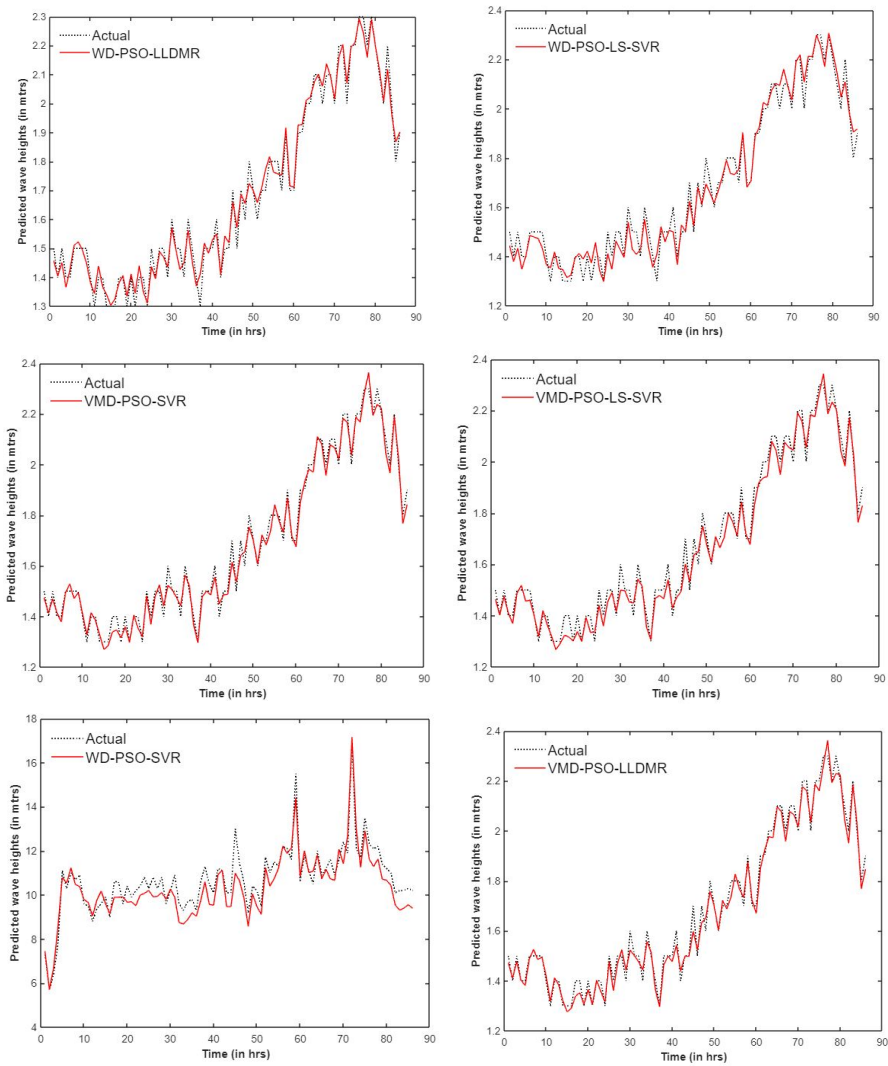 2.3
2.2
2.1
2
1.9
1.8
1.7
1.6
1.5
1.4
1.3
Predicted wave heights (in mtrs)
Actual
WD-PSO-LLDMR
0 10 20 30 40 50 60 70 80 90
Time (in hrs)
2.4
2.2
2
1.8
1.6
1.4
1.2
Predicted wave heights (in mtrs)
Actual
WD-PSO-LS-SVR
0 10 20 30 40 50 60 70 80 90
Time (in hrs)
2.4
2.2
2
1.8
1.6
1.4
1.2
Predicted wave heights (in mtrs)
Actual
VMD-PSO-SVR
0 10 20 30 40 50 60 70 80 90
Time (in hrs)
2.4
2.2
2
1.8
1.6
1.4
1.2
Predicted wave heights (in mtrs)
Actual
VMD-PSO-LS-SVR
0 10 20 30 40 50 60 70 80 90
Time (in hrs)
18
16
14
12
10
8
6
4
Predicted wave heights (in mtrs)
Actual
WD-PSO-SVR
0 10 20 30 40 50 60 70 80 90
Time (in hrs)
2.4
2.2
2
1.8
1.6
1.4
1.2
Predicted wave heights (in mtrs)
Actual
VMD-PSO-LLDMR
0 10 20 30 40 50 60 70 80 90
Time (in hrs)